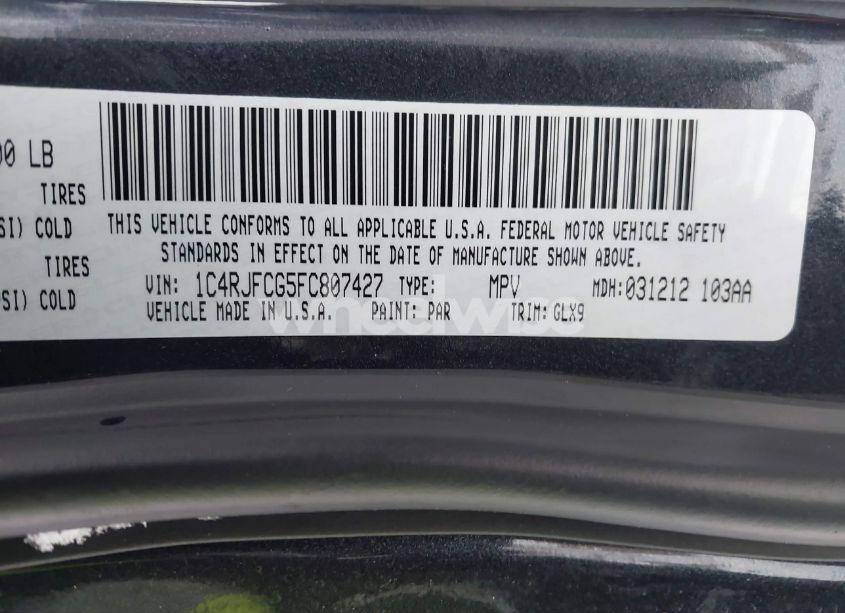 00 LB
TIRES
SI) COLD
TIRES
SI) COLD
THIS VEHICLE CONFORMS TO ALL APPLICABLE U.S.A. FEDERAL MOTOR VEHICLE SAFETY
STANDARDS IN EFFECT ON THE DATE OF MANUFACTURE SHOWN ABOVE.
VIN: 1C4RJFCG5FC807427 TYPE: MPV MDH:031212 103AA
VEHICLE MADE IN U.S.A. PAINT: PAR TRIM: GLX9
wheelwise